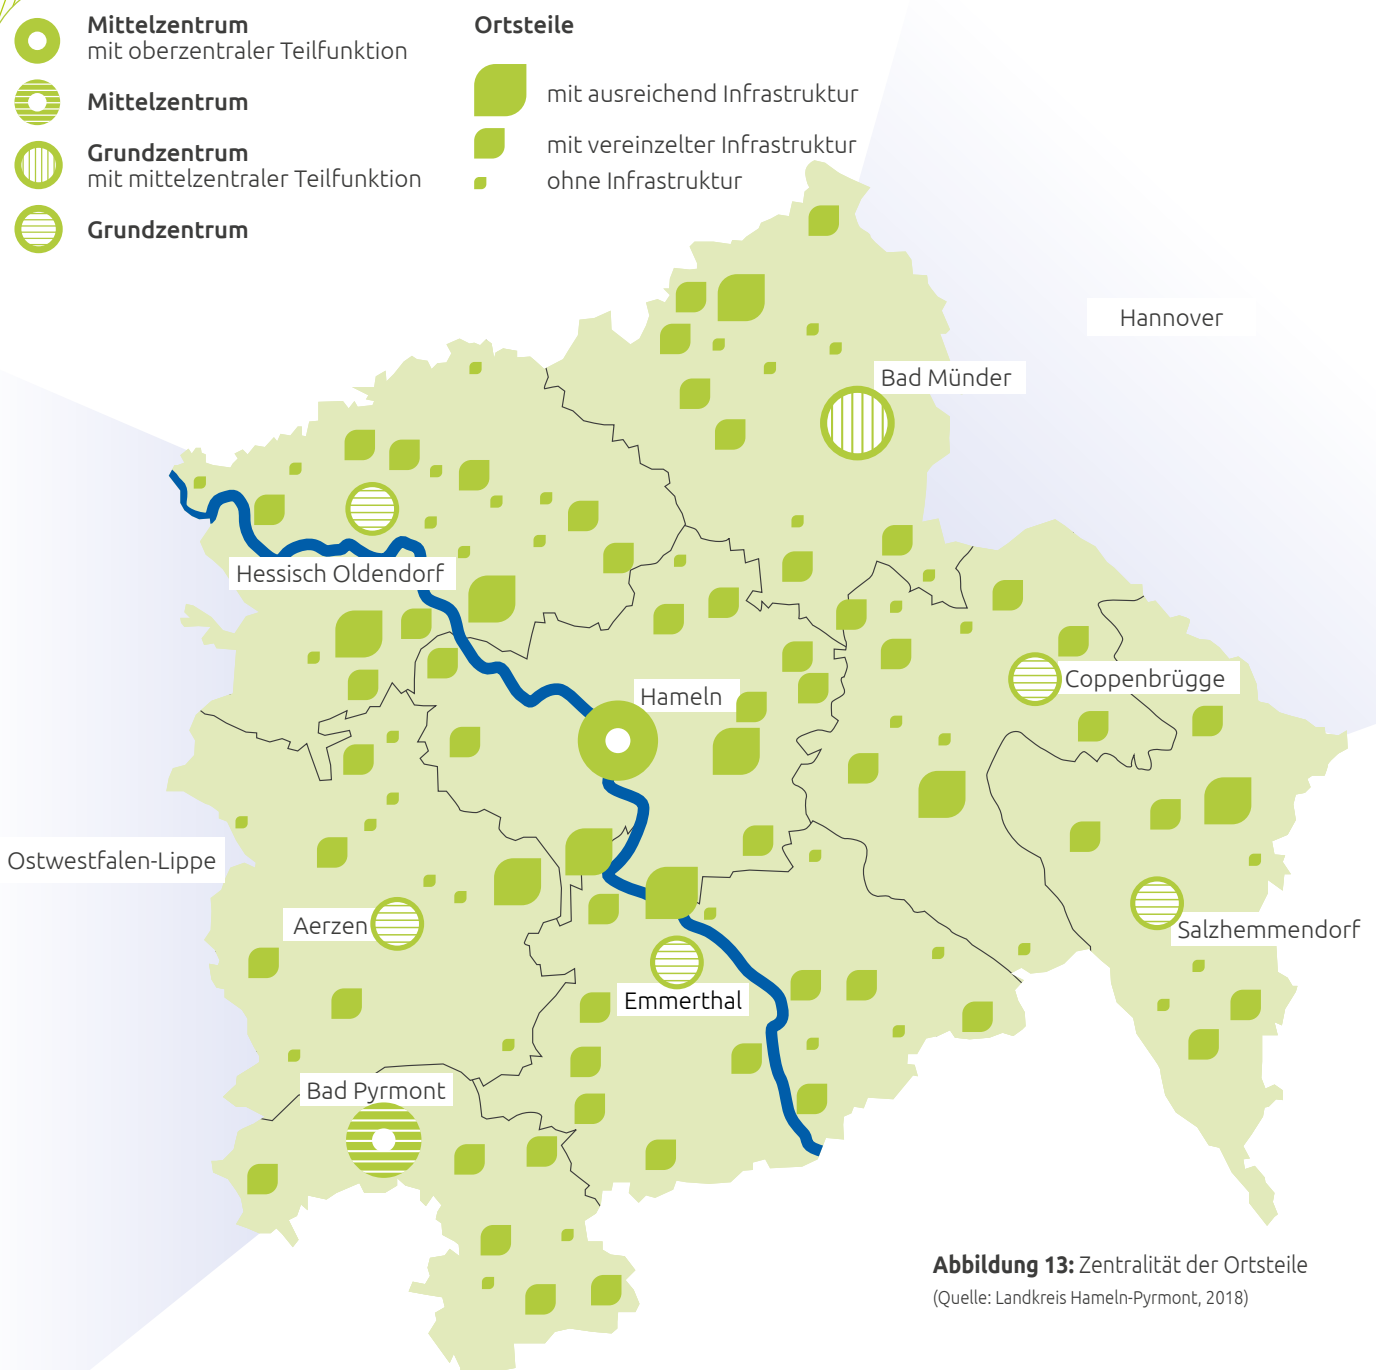 Mittelzentrum
mit oberzentraler Teilfunktion
Mittelzentrum
Grundzentrum
mit mittelzentraler Teilfunktion
Grundzentrum
Ortsteile
mit ausreichend Infrastruktur
mit vereinzelter Infrastruktur
ohne Infrastruktur
Hannover
Bad Münder
Hessisch Oldendorf
Hameln
Coppenbrügge
Ostwestfalen-Lippe
Aerzen
Salzhemmendorf
Emmerthal
Bad Pyrmont
Abbildung 13: Zentralität der Ortsteile
(Quelle: Landkreis Hameln-Pyrmont, 2018)